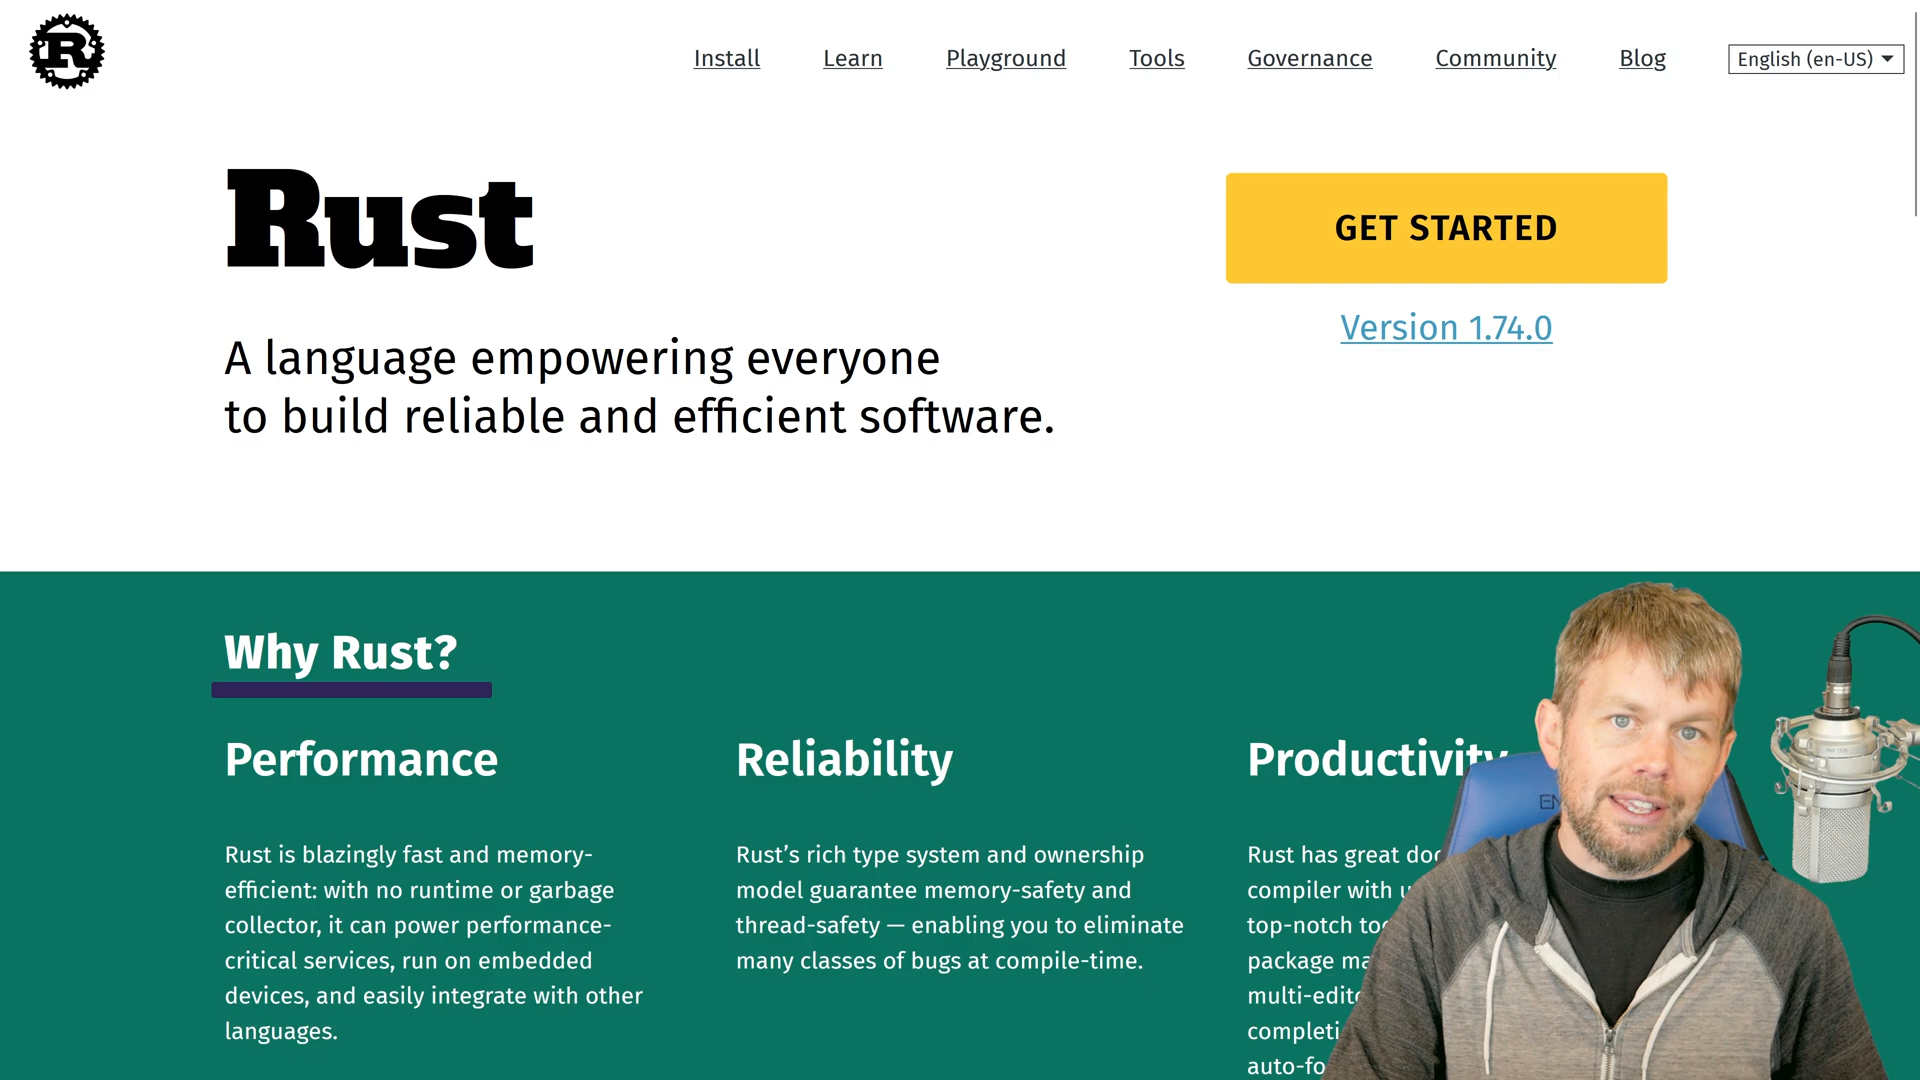 R
Install
Learn
Playground
Tools
Governance
Community
Blog
English (en-US)
Rust
GET STARTED
Version 1.74.0
A language empowering everyone
to build reliable and efficient software.
Why Rust?
Performance
Rust is blazingly fast and memory-
efficient: with no runtime or garbage
collector, it can power performance-
critical services, run on embedded
devices, and easily integrate with other
languages.
Reliability
Rust’s rich type system and ownership
model guarantee memory-safety and
thread-safety — enabling you to eliminate
many classes of bugs at compile-time.
Productivity
Rust has great
compiler with
top-notch
package